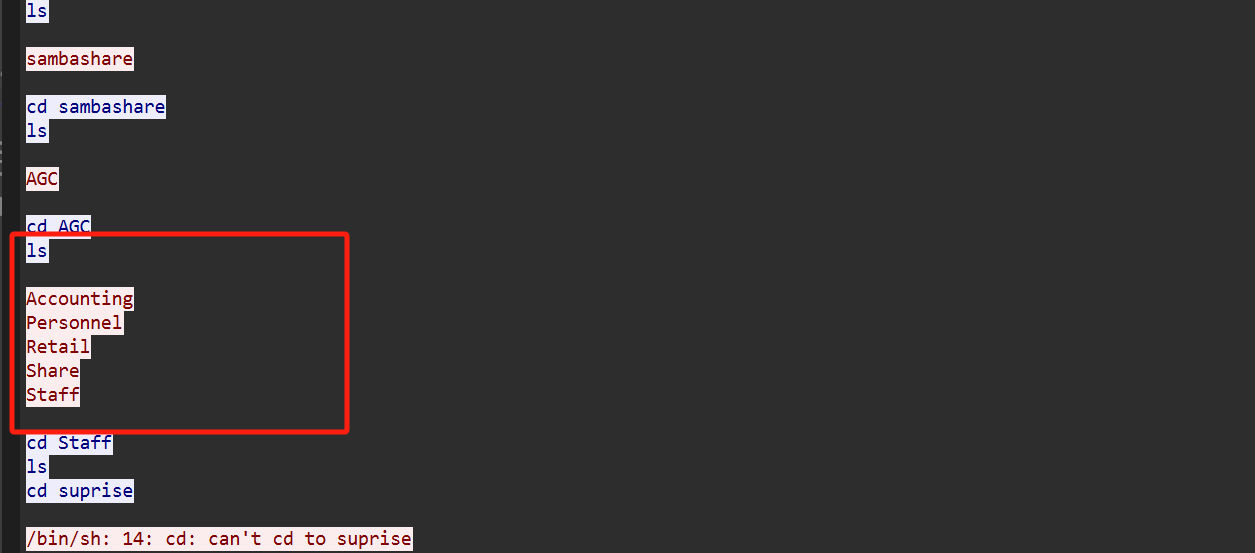 ls
sambashare
cd sambashare
ls
AGC
cd AGC
ls
Accounting
Personnel
Retail
Share
Staff
cd Staff
ls
cd suprise
/bin/sh: 14: cd: can't cd to suprise